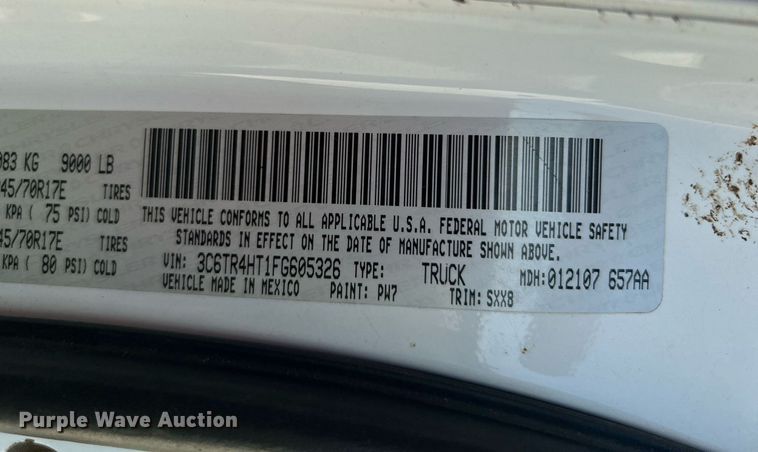 083 KG 9000 LB
45/70R17E TIRES
KPA ( 75 PSI) COLD
45/70R17E TIRES
KPA ( 80 PSI) COLD
THIS VEHICLE CONFORMS TO ALL APPLICABLE U.S.A. FEDERAL MOTOR VEHICLE SAFETY
STANDARDS IN EFFECT ON THE DATE OF MANUFACTURE SHOWN ABOVE.
VIN: 3C6TR4HT1FG605326 TYPE: TRUCK MDH: 012107 657AA
VEHICLE MADE IN MEXICO PAINT: PW7 TRIM: SXX8
Purple Wave Auction